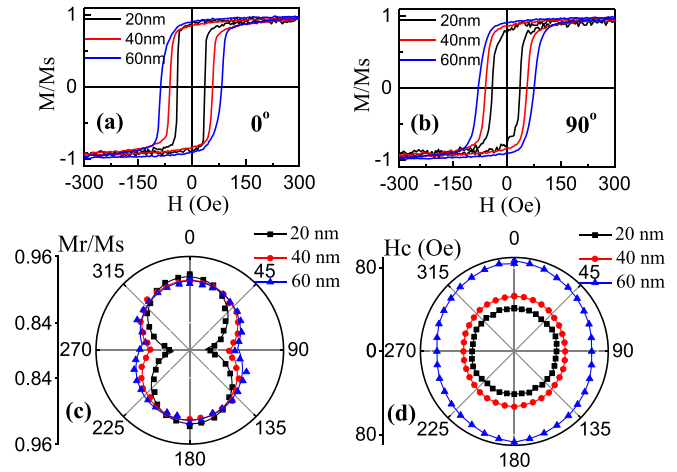 20nm
40nm
60nm
(a)
0°
M/Ms
1
0
-1
-300 -150 0 150 300
H (Oe)
20nm
40nm
60nm
(b)
90°
M/Ms
1
0
-1
-300 -150 0 150 300
H (Oe)
Mr/Ms
20 nm
40 nm
60 nm
0.96
0.84
0.84
0.96
0
45
90
135
180
225
270
315
(c)
Hc (Oe)
20 nm
40 nm
60 nm
80
0
80
0
45
90
135
180
225
270
315
(d)